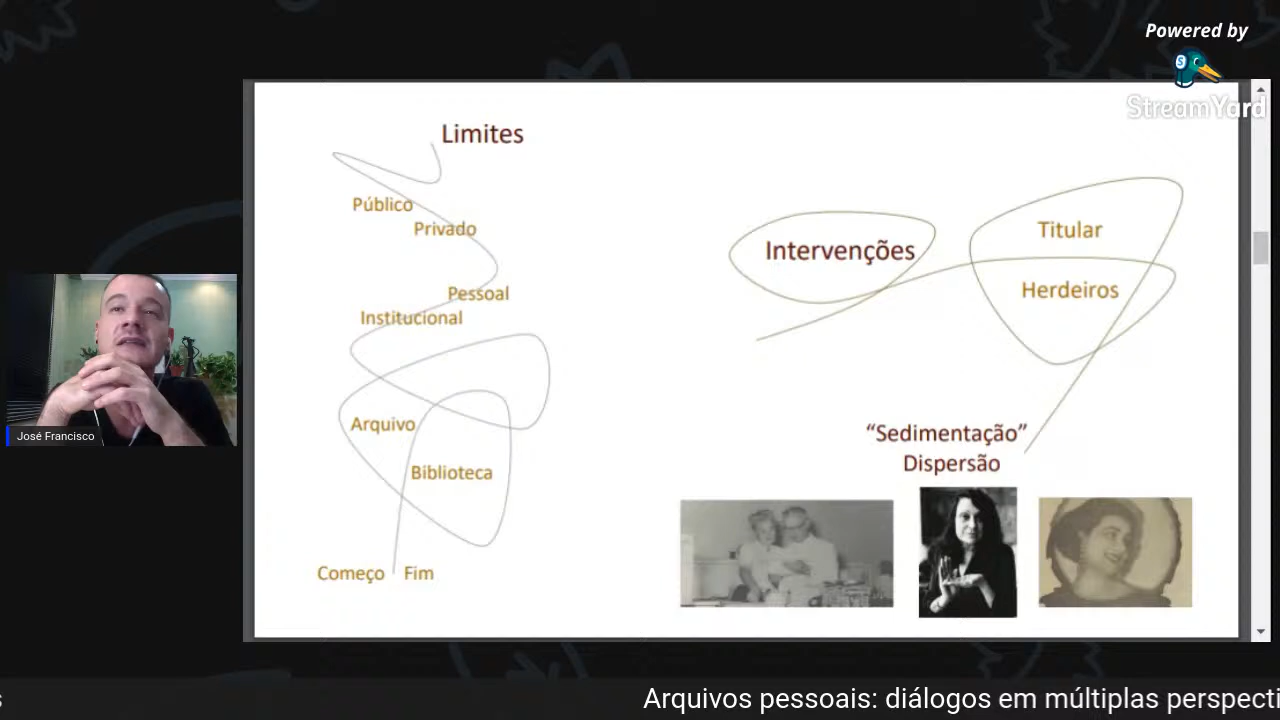 Powered by
StreamYard
Limites
Público
Privado
Pessoal
Institucional
Arquivo
Biblioteca
Começo Fim
Intervenções
Titular
Herdeiros
“Sedimentação”
Dispersão
José Francisco
s
Arquivos pessoais: diálogos em múltiplas perspecti